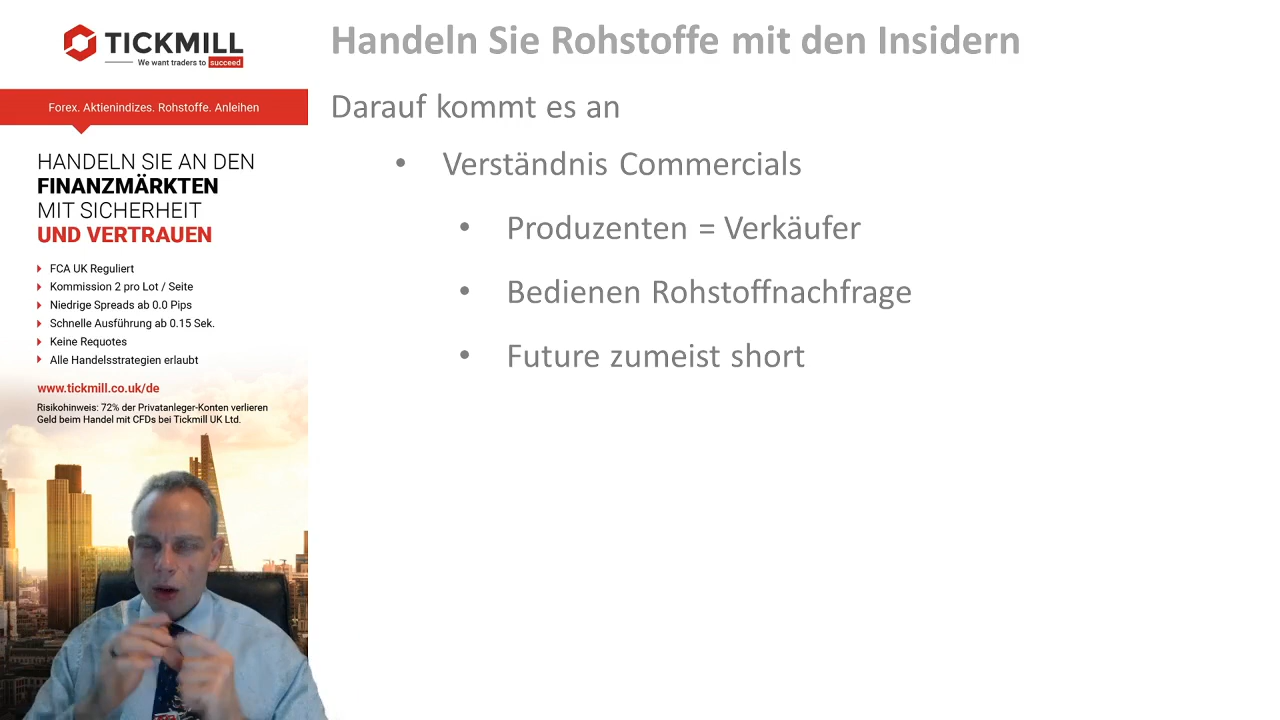 TICKMILL
We want traders to succeed
Forex. Aktienindizes. Rohstoffe. Anleihen
HANDELN SIE AN DEN
FINANZMÄRKTEN
MIT SICHERHEIT
UND VERTRAUEN
FCA UK Reguliert
Kommission 2 pro Lot / Seite
Niedrige Spreads ab 0.0 Pips
Schnelle Ausführung ab 0.15 Sek.
Keine Requotes
Alle Handelsstrategien erlaubt
www.tickmill.co.uk/de
Risikohinweis: 72% der Privatanleger-Konten verlieren
Geld beim Handel mit CFDs bei Tickmill UK Ltd.
Handeln Sie Rohstoffe mit den Insidern
Darauf kommt es an
• Verständnis Commercials
• Produzenten = Verkäufer
• Bedienen Rohstoffnachfrage
• Future zumeist short